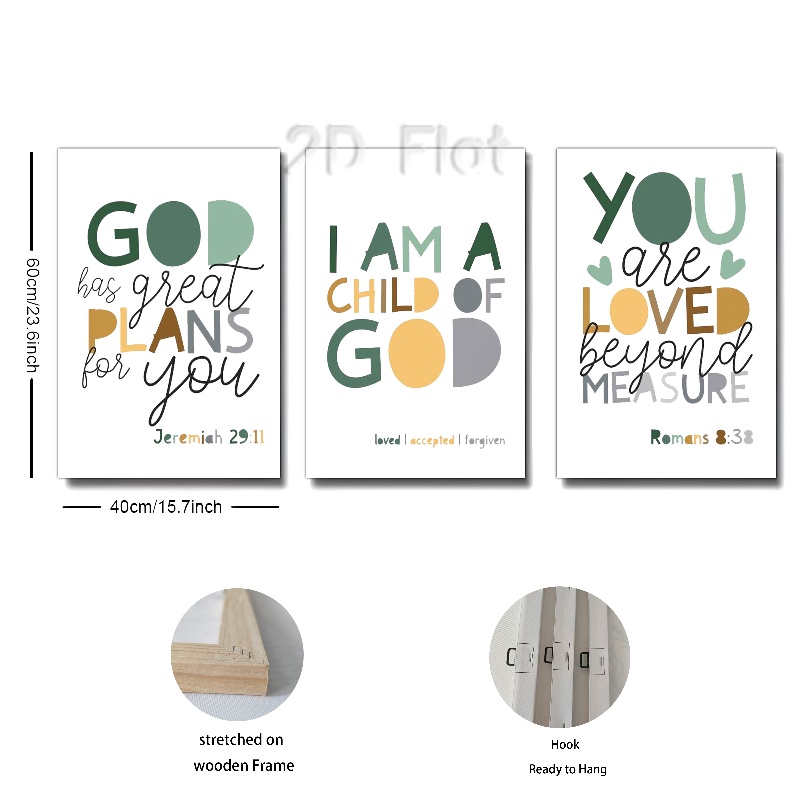 2D Flat
60cm/23.6inch
GOD
has great
PLANS
for you
Jeremiah 29:11
I AM A
CHILD OF
GOD
loved | accepted | forgiven
YOU
are
LOVED
beyond
MEASURE
Romans 8:38
40cm/15.7inch
stretched on
wooden Frame
Hook
Ready to Hang